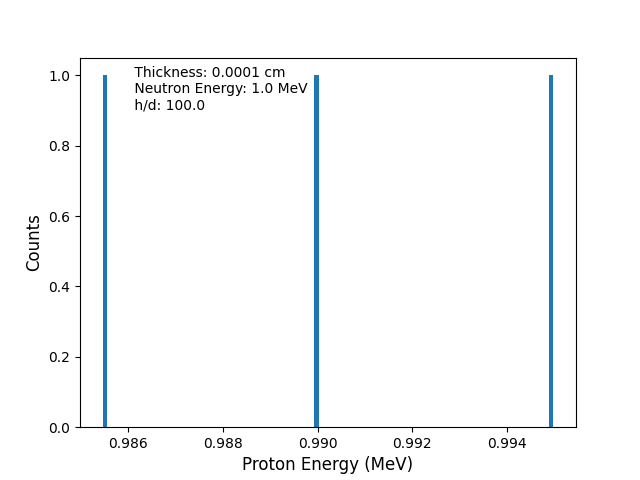 Thickness: 0.0001 cm
Neutron Energy: 1.0 MeV
h/d: 100.0
1.0
0.8
0.6
0.4
0.2
0.0
Counts
0.986 0.988 0.990 0.992 0.994
Proton Energy (MeV)